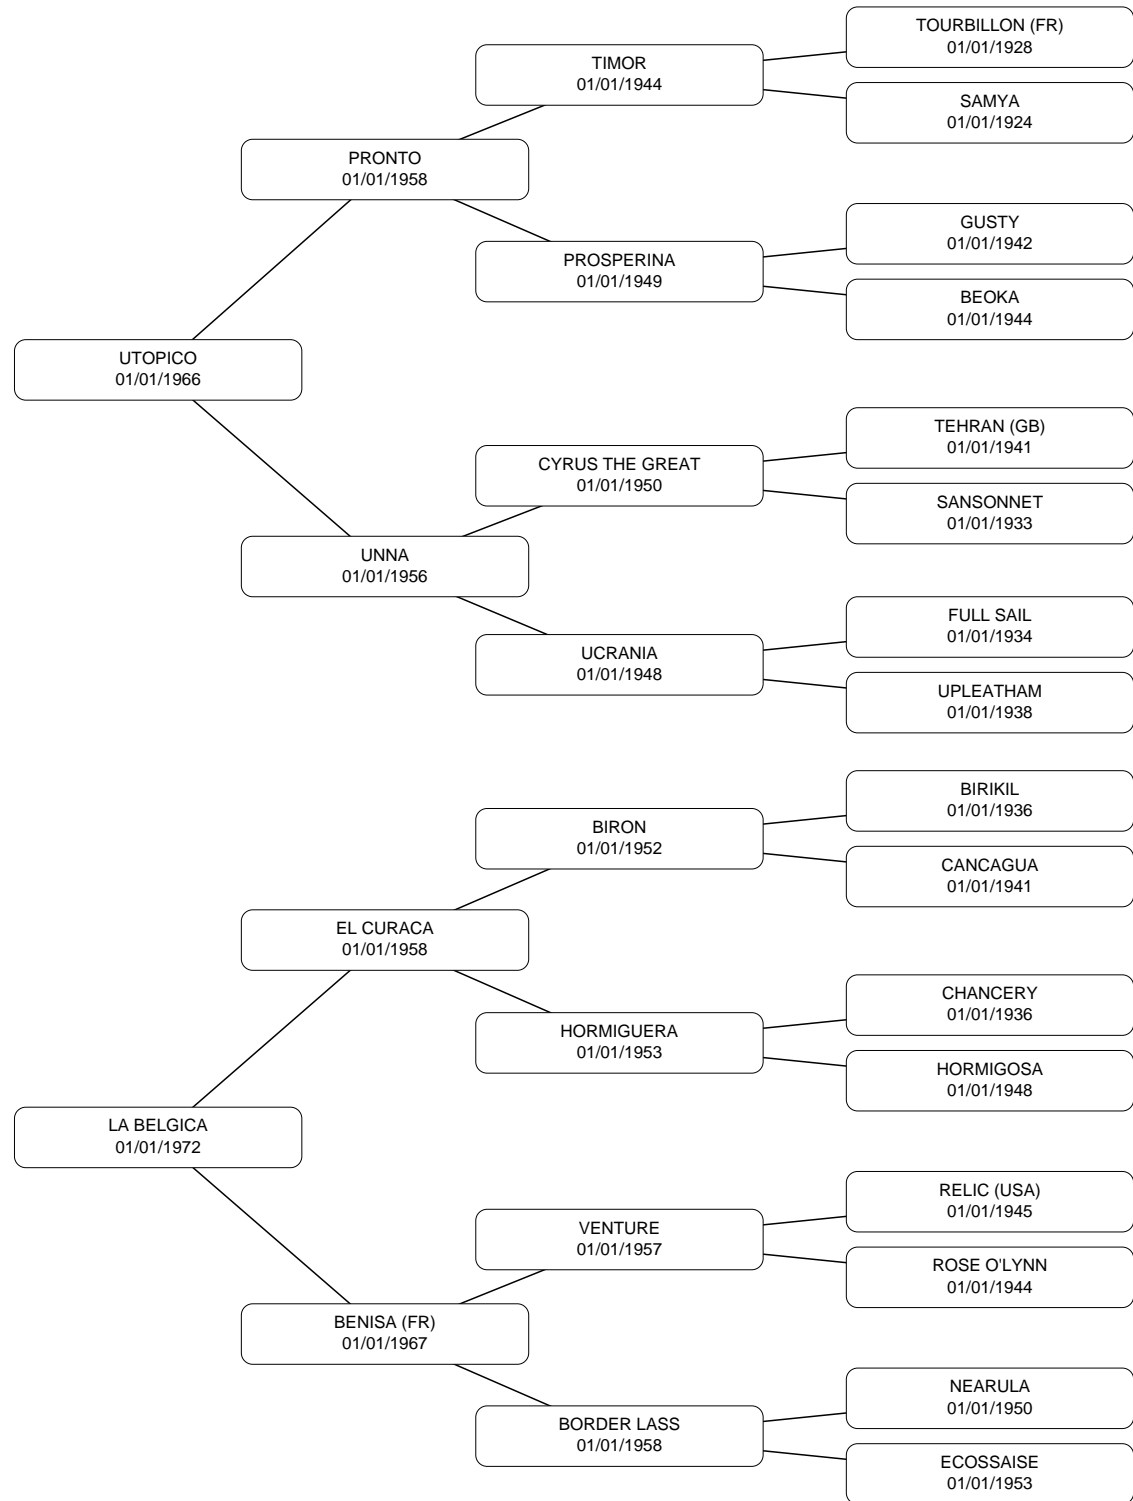 TOURBILLON (FR)
01/01/1928
TIMOR
01/01/1944
SAMYA
01/01/1924
PRONTO
01/01/1958
GUSTY
01/01/1942
PROSPERINA
01/01/1949
BEOKA
01/01/1944
UTOPICO
01/01/1966
TEHRAN (GB)
01/01/1941
CYRUS THE GREAT
01/01/1950
SANSONNET
01/01/1933
UNNA
01/01/1956
FULL SAIL
01/01/1934
UCRANIA
01/01/1948
UPLEATHAM
01/01/1938
BIRIKIL
01/01/1936
BIRON
01/01/1952
CANCAGUA
01/01/1941
EL CURACA
01/01/1958
CHANCERY
01/01/1936
HORMIGUERA
01/01/1953
HORMIGOSA
01/01/1948
LA BELGICA
01/01/1972
RELIC (USA)
01/01/1945
VENTURE
01/01/1957
ROSE O'LYNN
01/01/1944
BENISA (FR)
01/01/1967
NEARULA
01/01/1950
BORDER LASS
01/01/1958
ECOSSAISE
01/01/1953